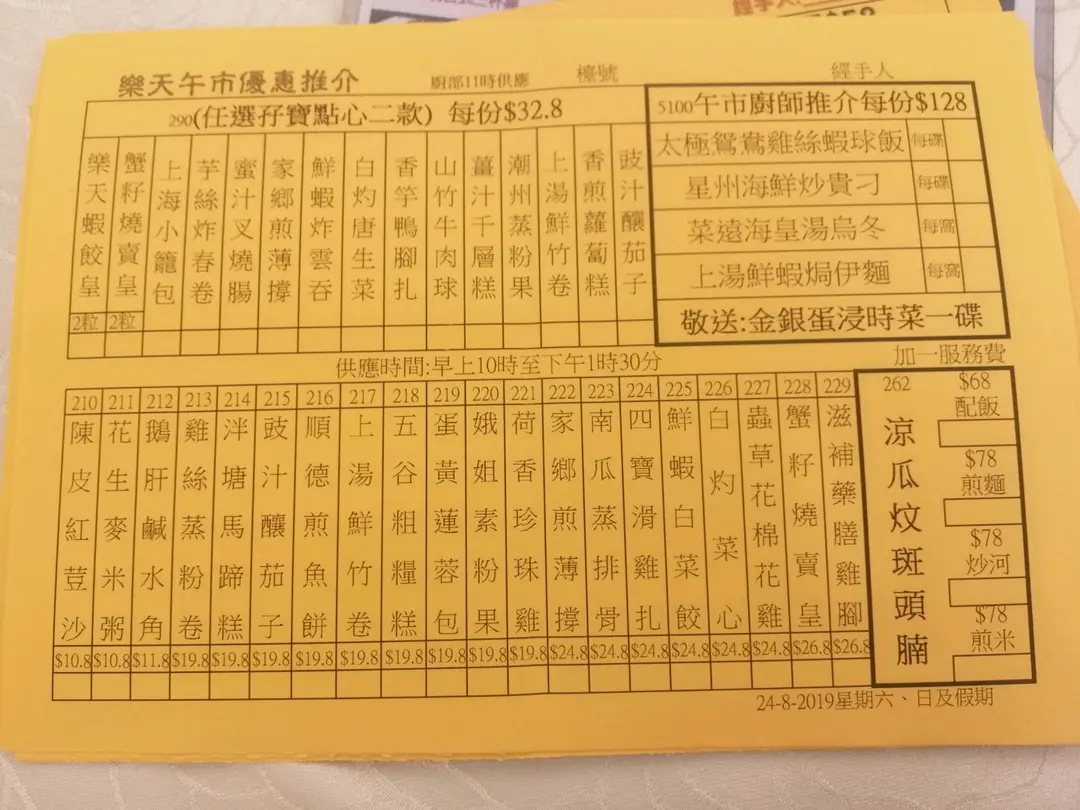 樂天午市優惠推介 廚部11時供應 檯號 經手人
290(任選孖寶點心二款) 每份$32.8
樂天蝦餃皇 2粒
蟹籽燒賣皇 2粒
上海小籠包
芋絲炸春卷
蜜汁叉燒腸
家鄉煎薄撐
鮮蝦炸雲吞
白灼唐生菜
香芋鴨腳扎
山竹牛肉球
薑汁千層糕
潮州蒸粉果
上湯鮮竹卷
香煎蘿蔔糕
豉汁釀茄子
5100午市廚師推介每份$128
太極鴛鴦雞絲蝦球飯 每碟
星州海鮮炒貴刁 每碟
菜遠海皇湯烏冬 每窩
上湯鮮蝦焗伊麵 每窩
敬送:金銀蛋浸時菜一碟
供應時間:早上10時至下午1時30分
加一服務費
210 陳皮紅荳沙 $10.8
211 花生麥米粥 $10.8
212 鵝肝鹹水角 $11.8
213 雞絲蒸粉卷 $19.8
214 泮塘馬蹄糕 $19.8
215 豉汁釀茄子 $19.8
216 順德煎魚餅 $19.8
217 上湯鮮竹卷 $19.8
218 五谷粗糧糕 $19.8
219 蛋黃蓮蓉包 $19.8
220 娥姐素粉果 $19.8
221 荷香珍珠雞 $19.8
222 家鄉煎薄撐 $24.8
223 南瓜蒸排骨 $24.8
224 四寶滑雞扎 $24.8
225 鮮蝦白菜餃 $24.8
226 白灼菜心 $24.8
227 蟲草花棉花雞 $24.8
228 蟹籽燒賣皇 $26.8
229 滋補藥膳雞腳 $26.8
262 涼瓜炆斑頭腩
$68
配飯
$78
煎麵
$78
炒河
$78
煎米
24-8-2019星期六、日及假期